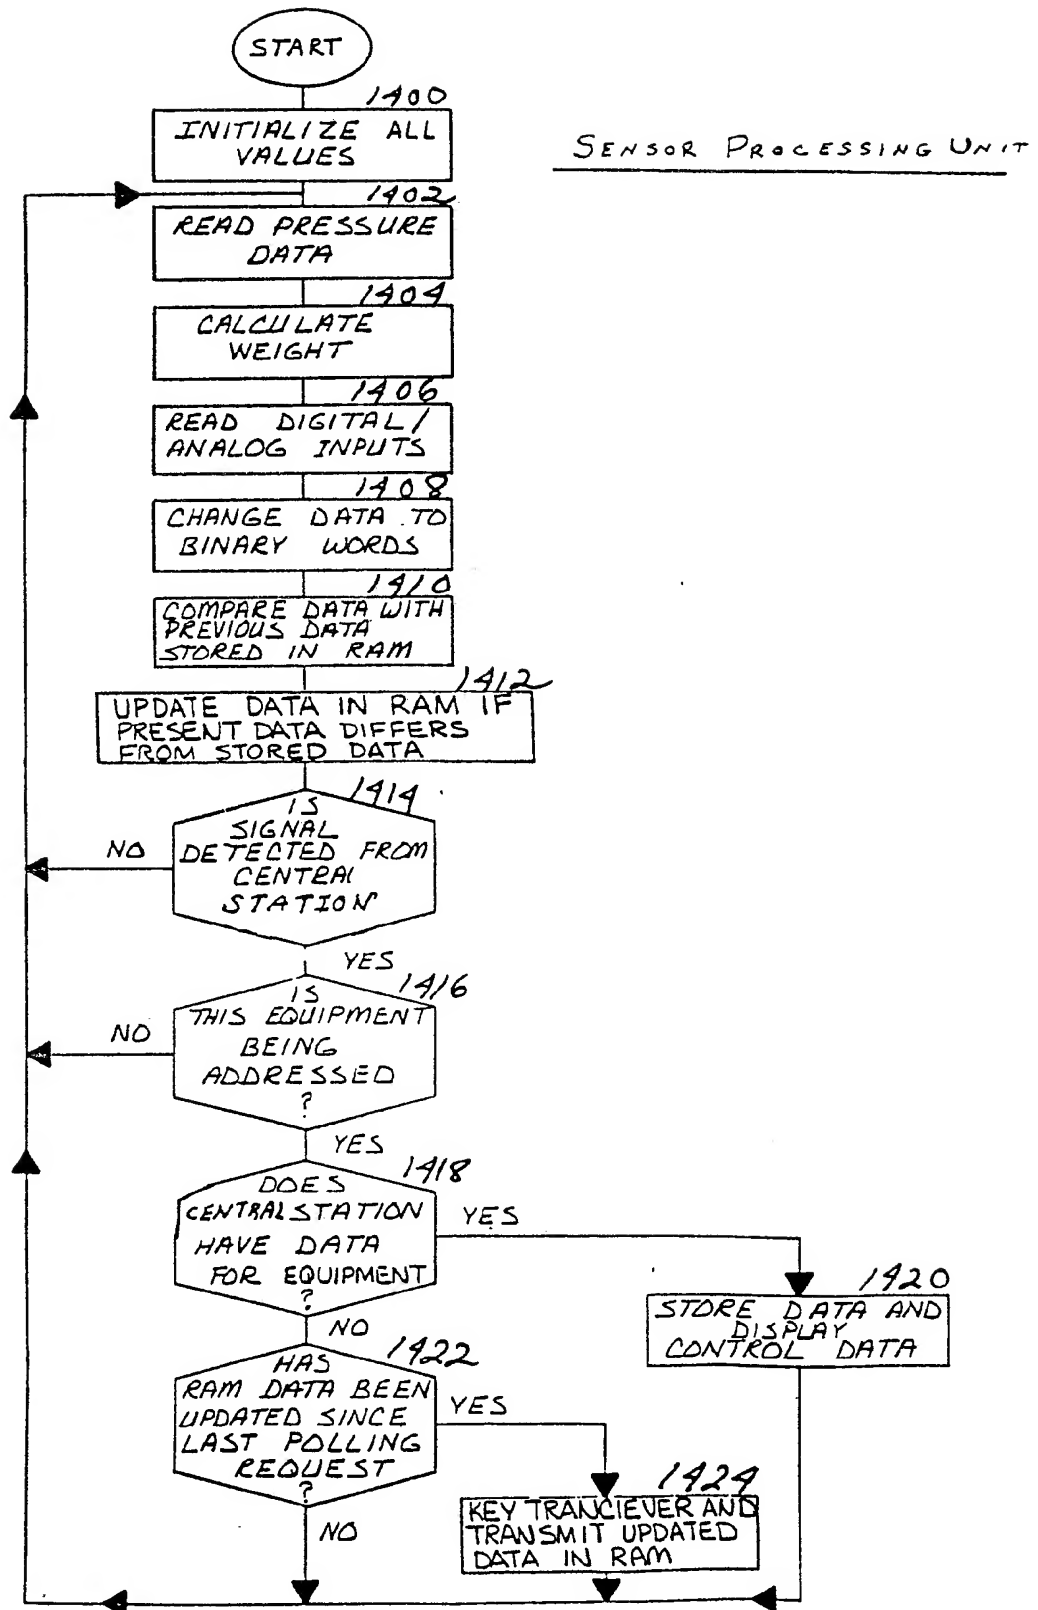 START
1400
INITIALIZE ALL
VALUES
SENSOR PROCESSING UNIT
1402
READ PRESSURE
DATA
1404
CALCULATE
WEIGHT
1406
READ DIGITAL/
ANALOG INPUTS
1408
CHANGE DATA TO
BINARY WORDS
1410
COMPARE DATA WITH
PREVIOUS DATA
STORED IN RAM
1412
UPDATE DATA IN RAM IF
PRESENT DATA DIFFERS
FROM STORED DATA
1414
IS
SIGNAL
DETECTED FROM
CENTRAL
STATION
NO
YES
1416
IS
THIS EQUIPMENT
BEING
ADDRESSED
?
NO
YES
1418
DOES
CENTRAL STATION
HAVE DATA
FOR EQUIPMENT
?
YES
1420
STORE DATA AND
DISPLAY
CONTROL DATA
NO
1422
HAS
RAM DATA BEEN
UPDATED SINCE
LAST POLLING
REQUEST
?
YES
1424
KEY TRANCIEVER AND
TRANSMIT UPDATED
DATA IN RAM
NO